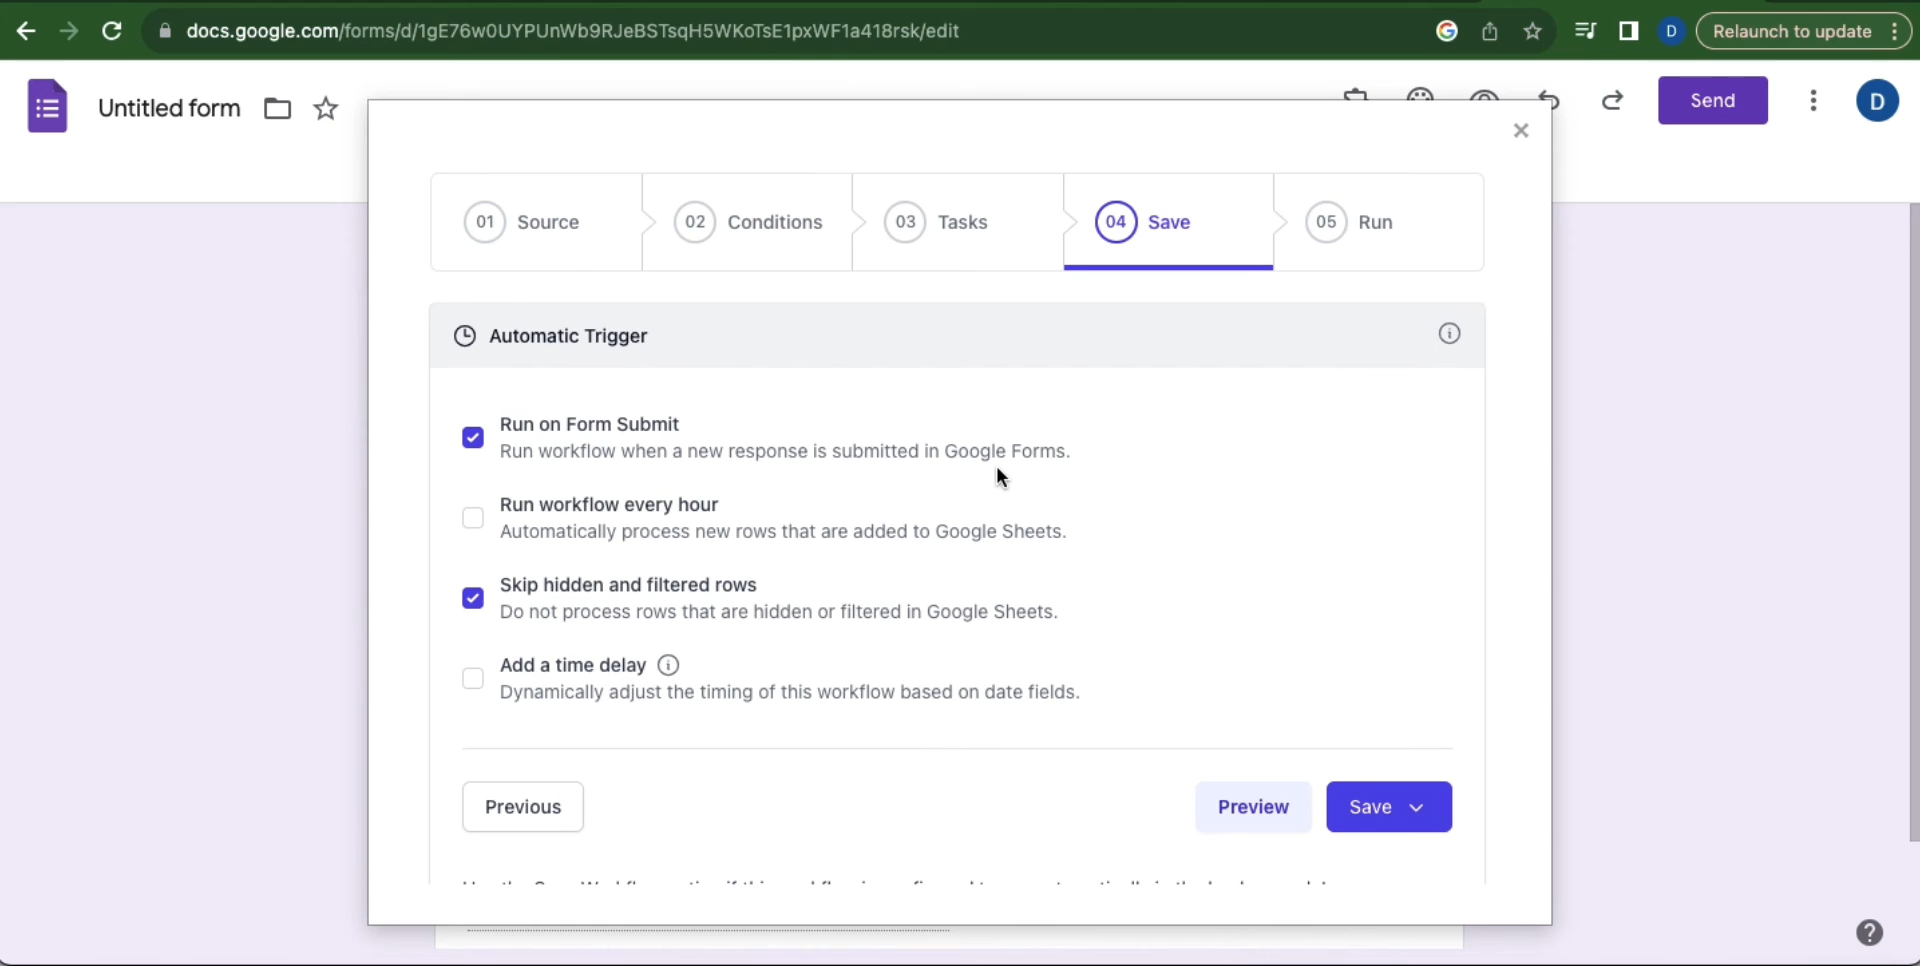 docs.google.com/forms/d/1gE76w0UYPUnWb9RJeBSTsqH5WKoTsE1pxWF1a418rsk/edit
D
Relaunch to update
Untitled form
Send
D
01 Source
02 Conditions
03 Tasks
04 Save
05 Run
Automatic Trigger
Run on Form Submit
Run workflow when a new response is submitted in Google Forms.
Run workflow every hour
Automatically process new rows that are added to Google Sheets.
Skip hidden and filtered rows
Do not process rows that are hidden or filtered in Google Sheets.
Add a time delay
Dynamically adjust the timing of this workflow based on date fields.
Previous
Preview
Save